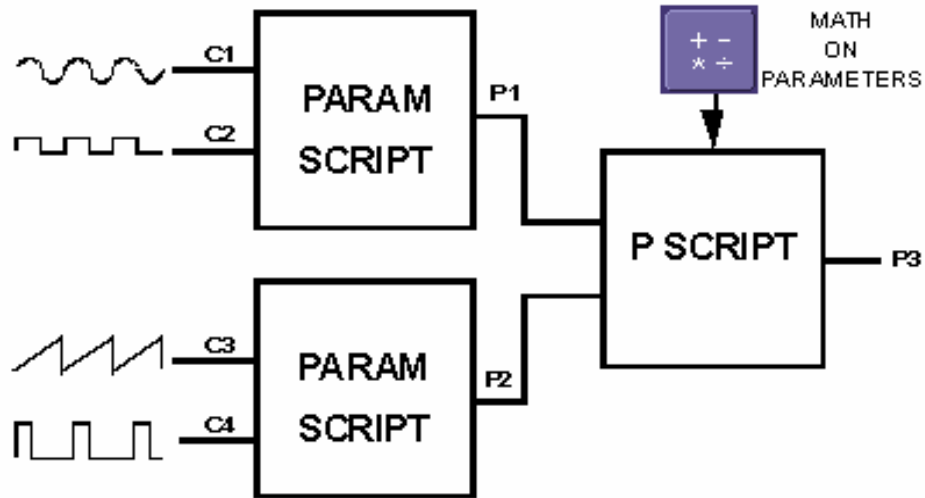 C1
C2
PARAM
SCRIPT
P1
+ −
* ÷
MATH
ON
PARAMETERS
P SCRIPT
P3
C3
C4
PARAM
SCRIPT
P2